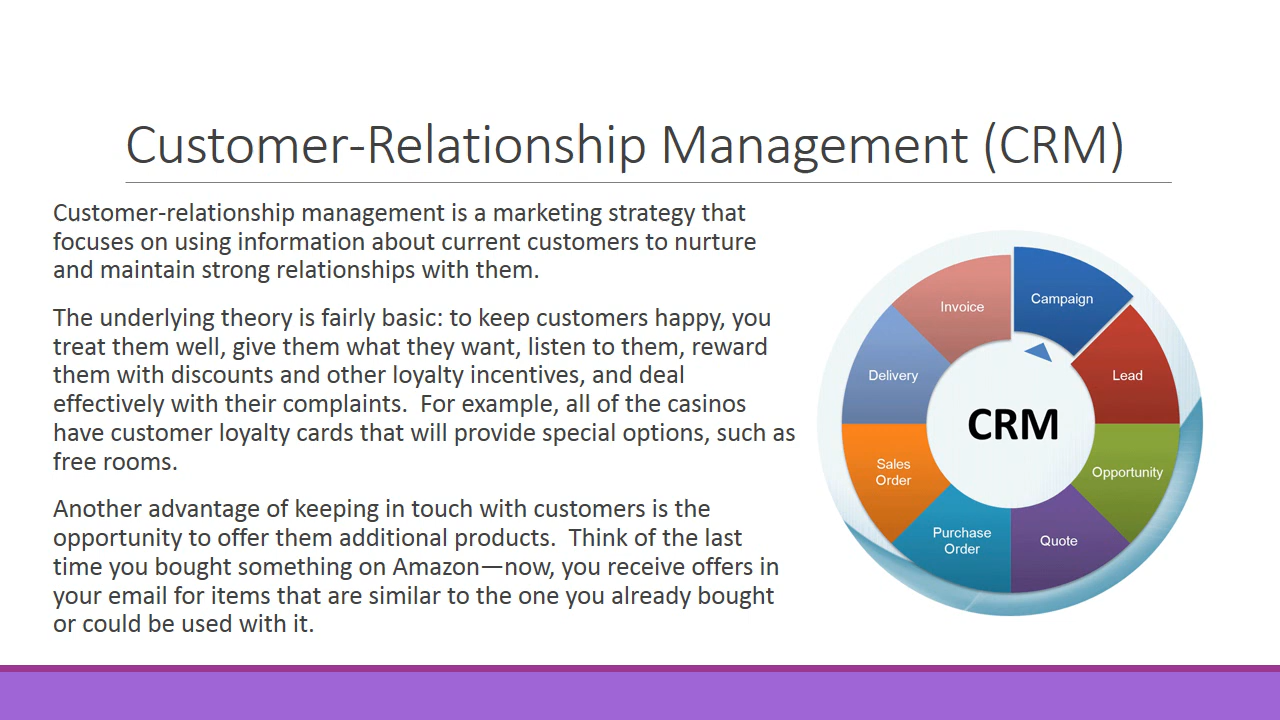 Customer-Relationship Management (CRM)
Customer-relationship management is a marketing strategy that
focuses on using information about current customers to nurture
and maintain strong relationships with them.
The underlying theory is fairly basic: to keep customers happy, you
treat them well, give them what they want, listen to them, reward
them with discounts and other loyalty incentives, and deal
effectively with their complaints.  For example, all of the casinos
have customer loyalty cards that will provide special options, such as
free rooms.
Another advantage of keeping in touch with customers is the
opportunity to offer them additional products.  Think of the last
time you bought something on Amazon—now, you receive offers in
your email for items that are similar to the one you already bought
or could be used with it.
Campaign
Lead
Opportunity
Quote
Purchase
Order
Sales
Order
Delivery
Invoice
CRM